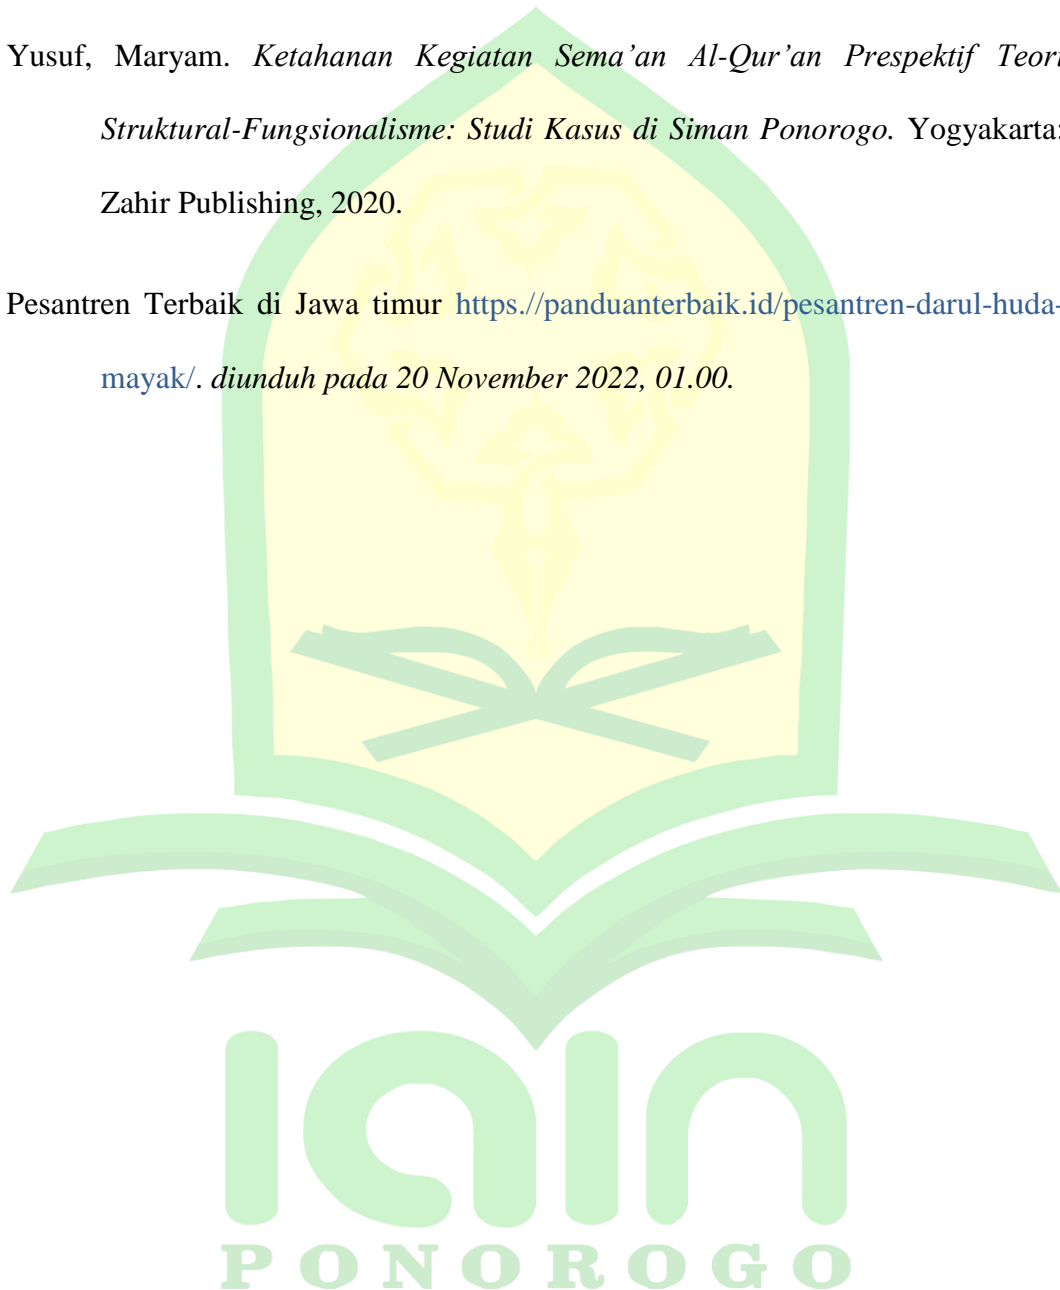 Yusuf, Maryam. Ketahanan Kegiatan Sema’an Al-Qur’an Prespektif Teori
Struktural-Fungsionalisme: Studi Kasus di Siman Ponorogo. Yogyakarta:
Zahir Publishing, 2020.
Pesantren Terbaik di Jawa timur https.//panduanterbaik.id/pesantren-darul-huda-
mayak/. diunduh pada 20 November 2022, 01.00.
iain
PONOROGO